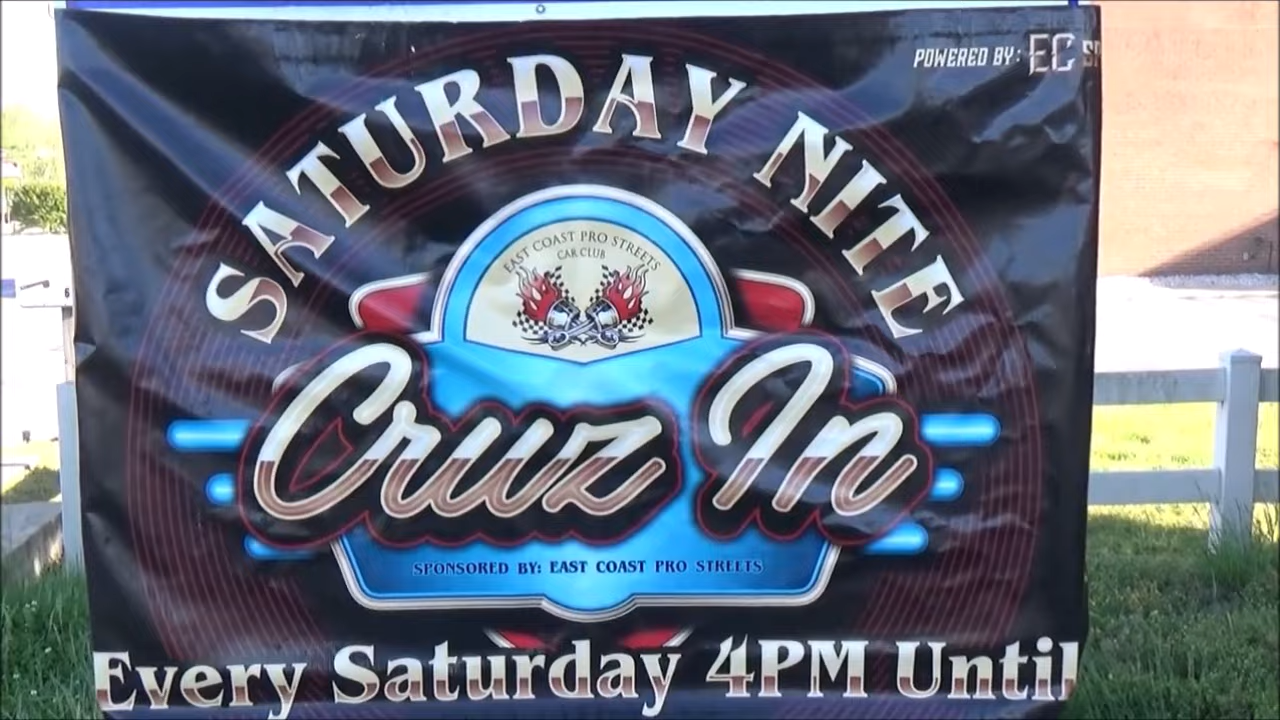 POWERED BY: EC
SATURDAY NITE
EAST COAST PRO STREETS
CAR CLUB
Cruz In
SPONSORED BY: EAST COAST PRO STREETS
Every Saturday 4PM Until